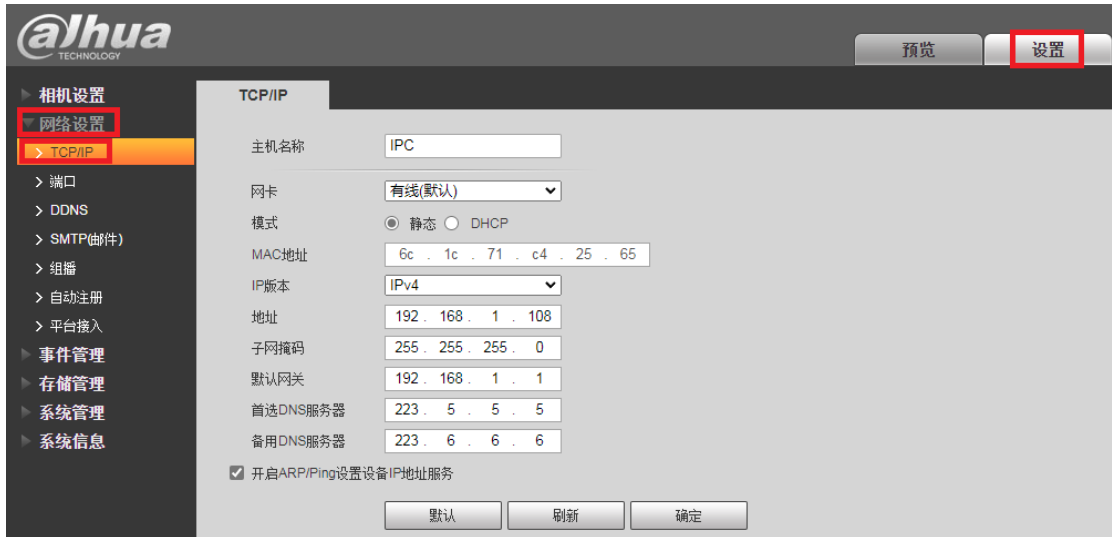 alhua
TECHNOLOGY
预览
设置
相机设置
网络设置
TCP/IP
端口
DDNS
SMTP(邮件)
组播
自动注册
平台接入
事件管理
存储管理
系统管理
系统信息
TCP/IP
主机名称 IPC
网卡 有线(默认)
模式 静态 DHCP
MAC地址 6c . 1c . 71 . c4 . 25 . 65
IP版本 IPv4
地址 192 . 168 . 1 . 108
子网掩码 255 . 255 . 255 . 0
默认网关 192 . 168 . 1 . 1
首选DNS服务器 223 . 5 . 5 . 5
备用DNS服务器 223 . 6 . 6 . 6
开启ARP/Ping设置设备IP地址服务
默认 刷新 确定